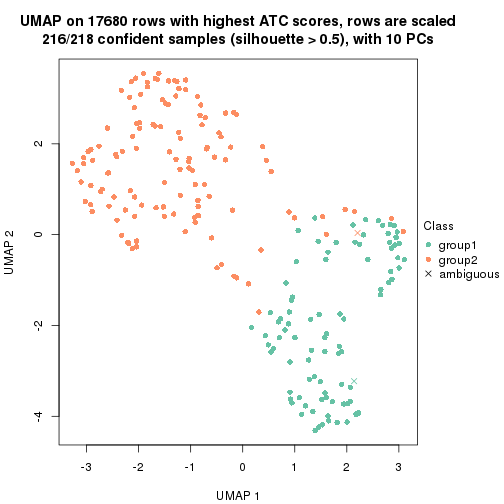 UMAP on 17680 rows with highest ATC scores, rows are scaled
216/218 confident samples (silhouette > 0.5), with 10 PCs
2
0
-2
-4
UMAP 2
-3 -2 -1 0 1 2 3
UMAP 1
Class
group1
group2
ambiguous